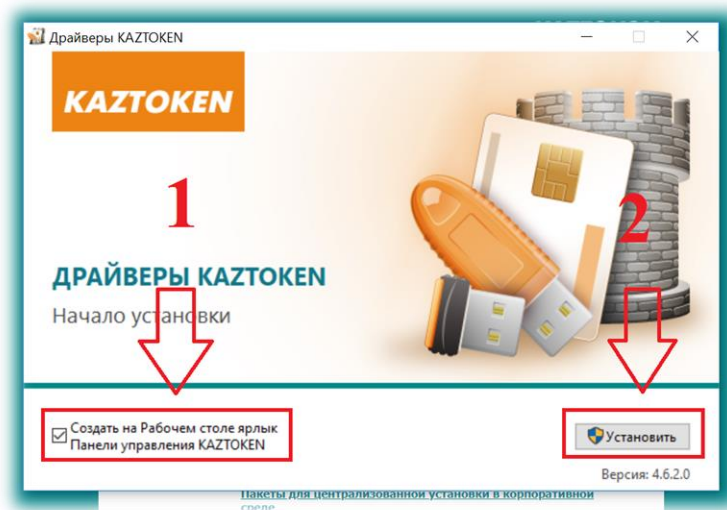 Драйверы KAZTOKEN
KAZTOKEN
1
2
ДРАЙВЕРЫ KAZTOKEN
Начало установки
Создать на Рабочем столе ярлык
Панели управления KAZTOKEN
Установить
Версия: 4.6.2.0
Пакеты для централизованной установки в корпоративной
среде